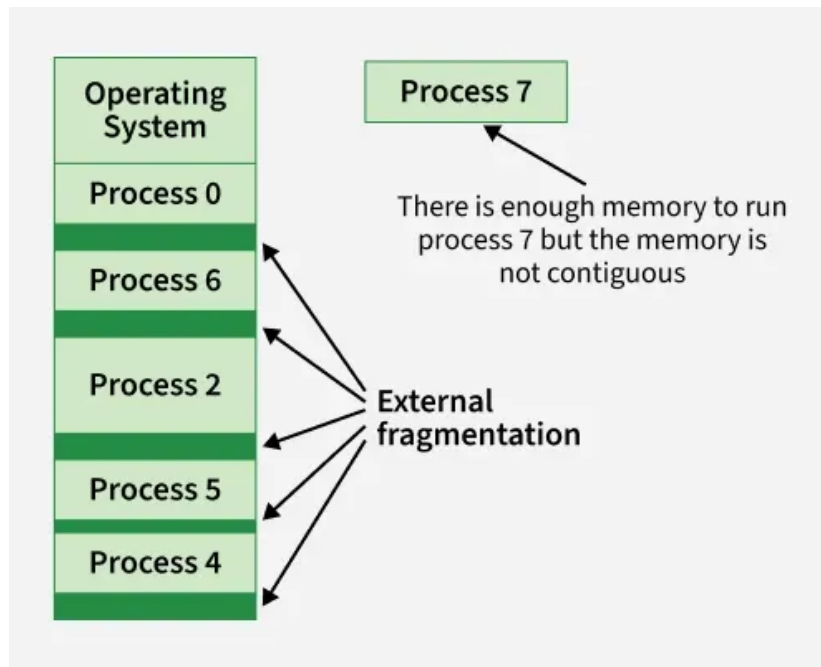 Operating
System
Process 0
Process 6
Process 2
Process 5
Process 4
Process 7
There is enough memory to run
process 7 but the memory is
not contiguous
External
fragmentation